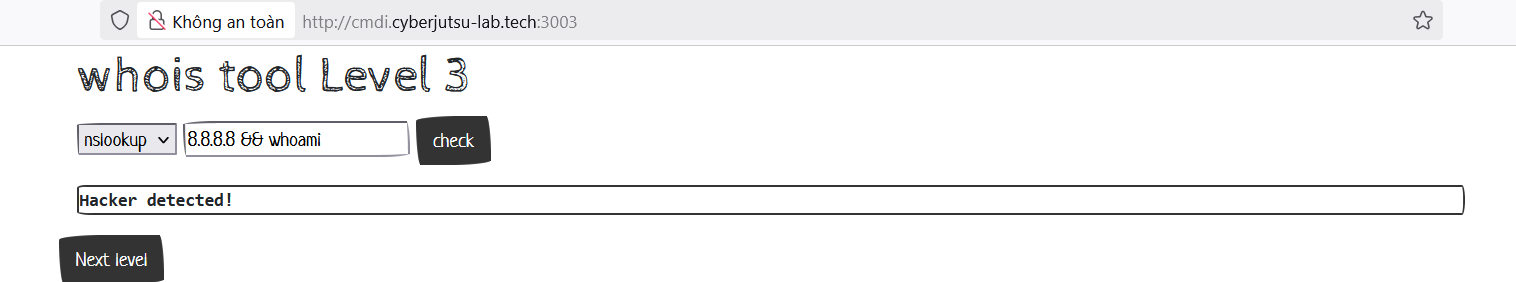 Không an toàn http://cmdi.cyberjutsu-lab.tech:3003
whois tool Level 3
nslookup 8.8.8.8 && whoami check
Hacker detected!
Next level